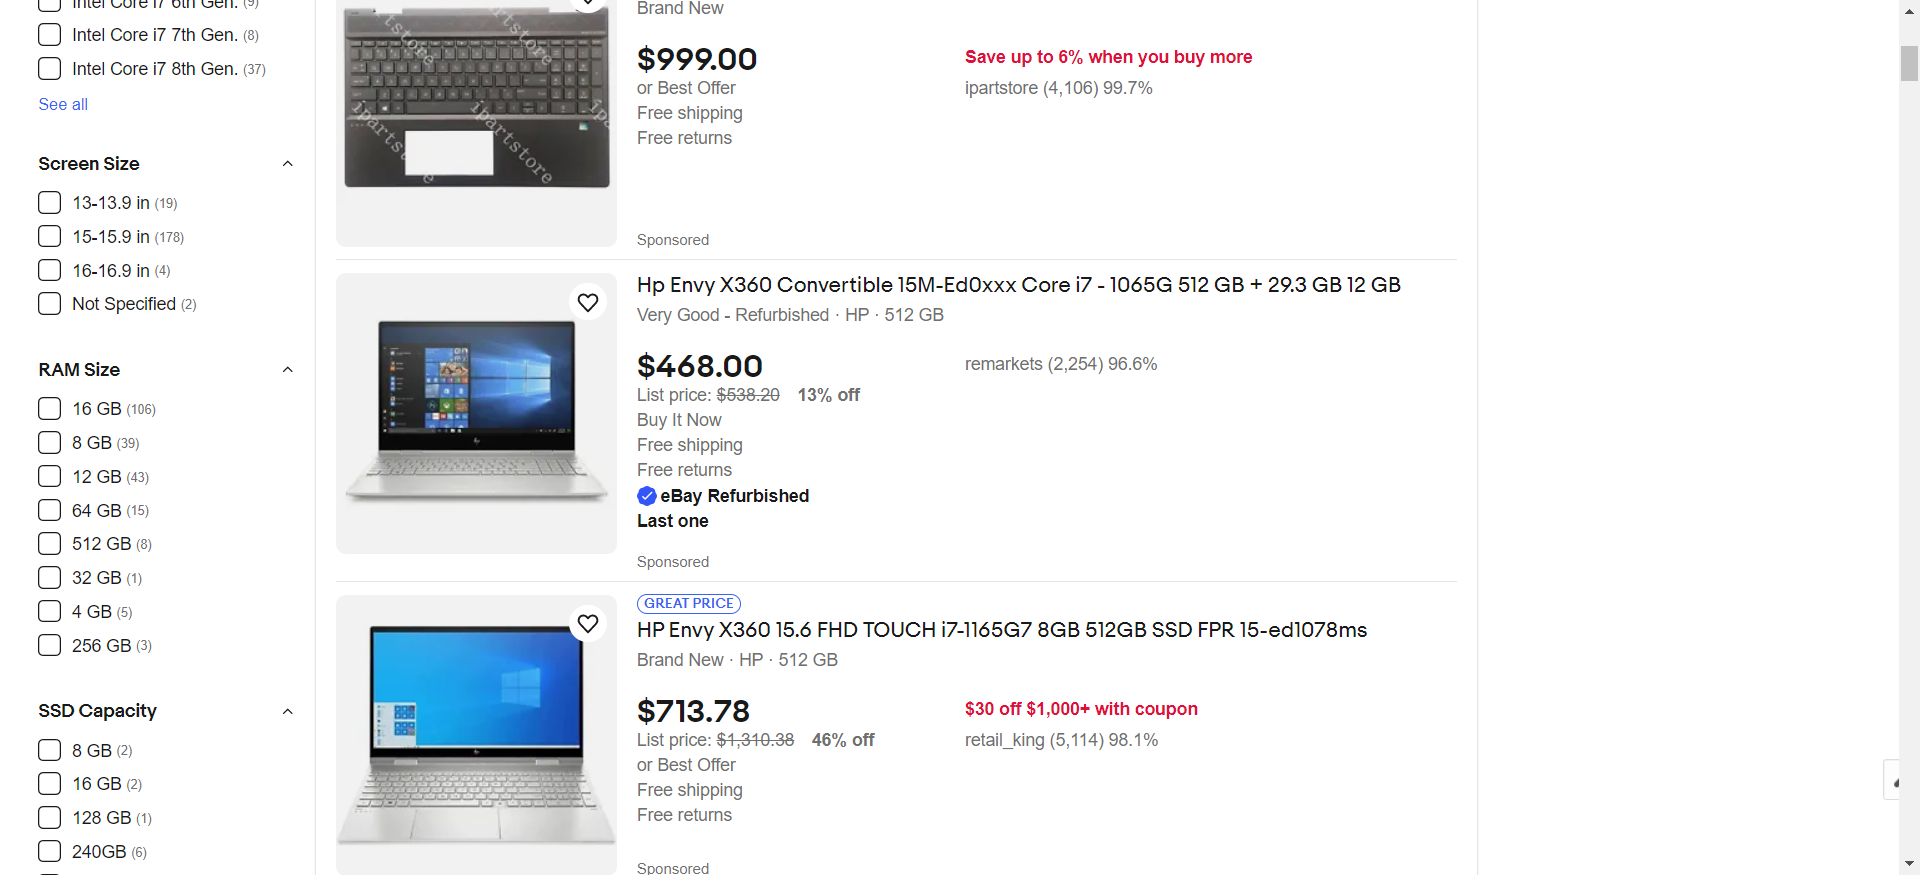 Intel Core i7 6th Gen. (9)
Intel Core i7 7th Gen. (8)
Intel Core i7 8th Gen. (37)
See all
Screen Size
13-13.9 in (19)
15-15.9 in (178)
16-16.9 in (4)
Not Specified (2)
RAM Size
16 GB (106)
8 GB (39)
12 GB (43)
64 GB (15)
512 GB (8)
32 GB (1)
4 GB (5)
256 GB (3)
SSD Capacity
8 GB (2)
16 GB (2)
128 GB (1)
240GB (6)
ipartstore
Brand New
$999.00
or Best Offer
Free shipping
Free returns
Save up to 6% when you buy more
ipartstore (4,106) 99.7%
Sponsored
Hp Envy X360 Convertible 15M-Ed0xxx Core i7 - 1065G 512 GB + 29.3 GB 12 GB
Very Good - Refurbished · HP · 512 GB
$468.00
List price: $538.20 13% off
Buy It Now
Free shipping
Free returns
eBay Refurbished
Last one
remarkets (2,254) 96.6%
Sponsored
GREAT PRICE
HP Envy X360 15.6 FHD TOUCH i7-1165G7 8GB 512GB SSD FPR 15-ed1078ms
Brand New · HP · 512 GB
$713.78
List price: $1,310.38 46% off
or Best Offer
Free shipping
Free returns
$30 off $1,000+ with coupon
retail_king (5,114) 98.1%
Sponsored